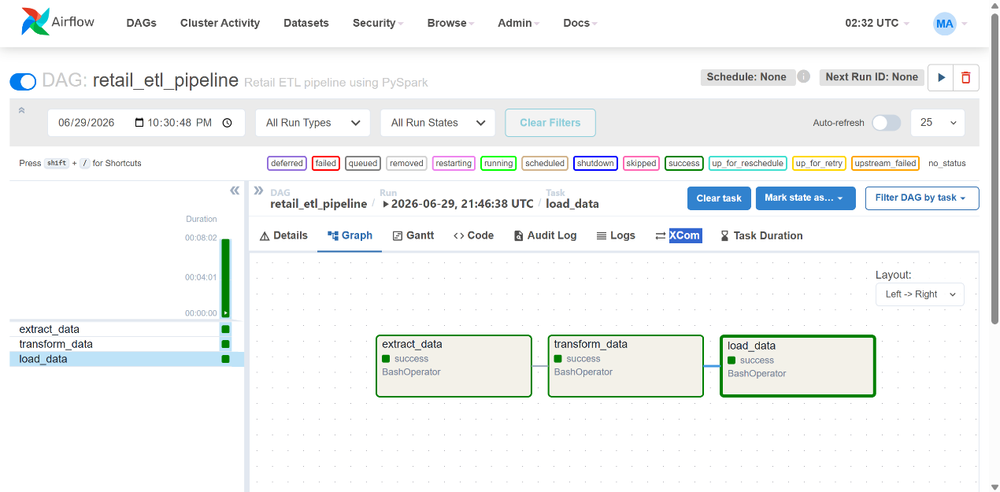 Airflow DAGs Cluster Activity Datasets Security Browse Admin Docs 02:32 UTC MA
DAG: retail_etl_pipeline Retail ETL pipeline using PySpark Schedule: None i Next Run ID: None
06/29/2026 10:30:48 PM All Run Types All Run States Clear Filters Auto-refresh 25
Press shift + / for Shortcuts deferred failed queued removed restarting running scheduled shutdown skipped success up_for_reschedule up_for_retry upstream_failed no_status
DAG Run Task
retail_etl_pipeline / 2026-06-29, 21:46:38 UTC / load_data Clear task Mark state as... Filter DAG by task
Duration
00:08:02
00:04:01
00:00:00
extract_data
transform_data
load_data
Details Graph Gantt <> Code Audit Log Logs XCom Task Duration
Layout:
Left -> Right
extract_data
success
BashOperator
transform_data
success
BashOperator
load_data
success
BashOperator